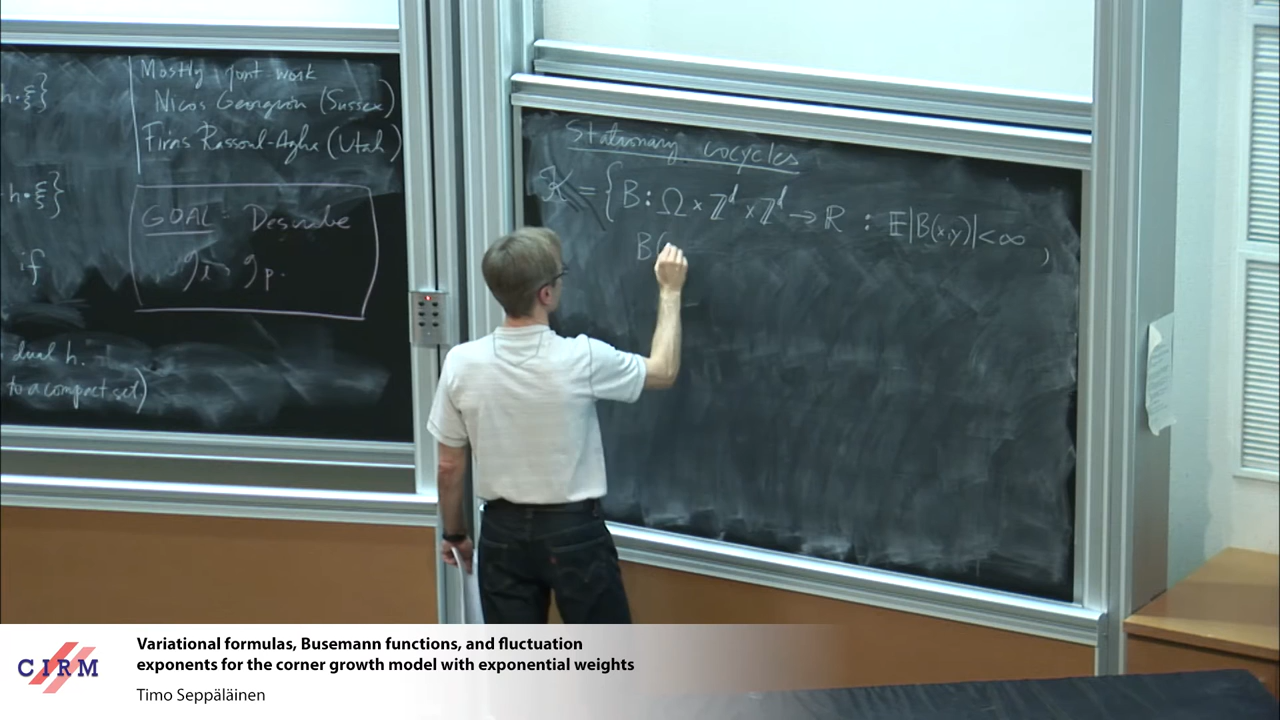 h·ξ}
h·ξ}
if
dual h.
to a compact set)
Mostly joint work
Nicos Georgiou (Sussex)
Firas Rassoul-Agha (Utah)
GOAL: Describe
g_pp.
Stationary cocycles
𝒦 = { B : Ω × ℤ^d × ℤ^d → ℝ : 𝔼|B(x,y)| < ∞ ,
B(
CIRM
Variational formulas, Busemann functions, and fluctuation
exponents for the corner growth model with exponential weights
Timo Seppäläinen